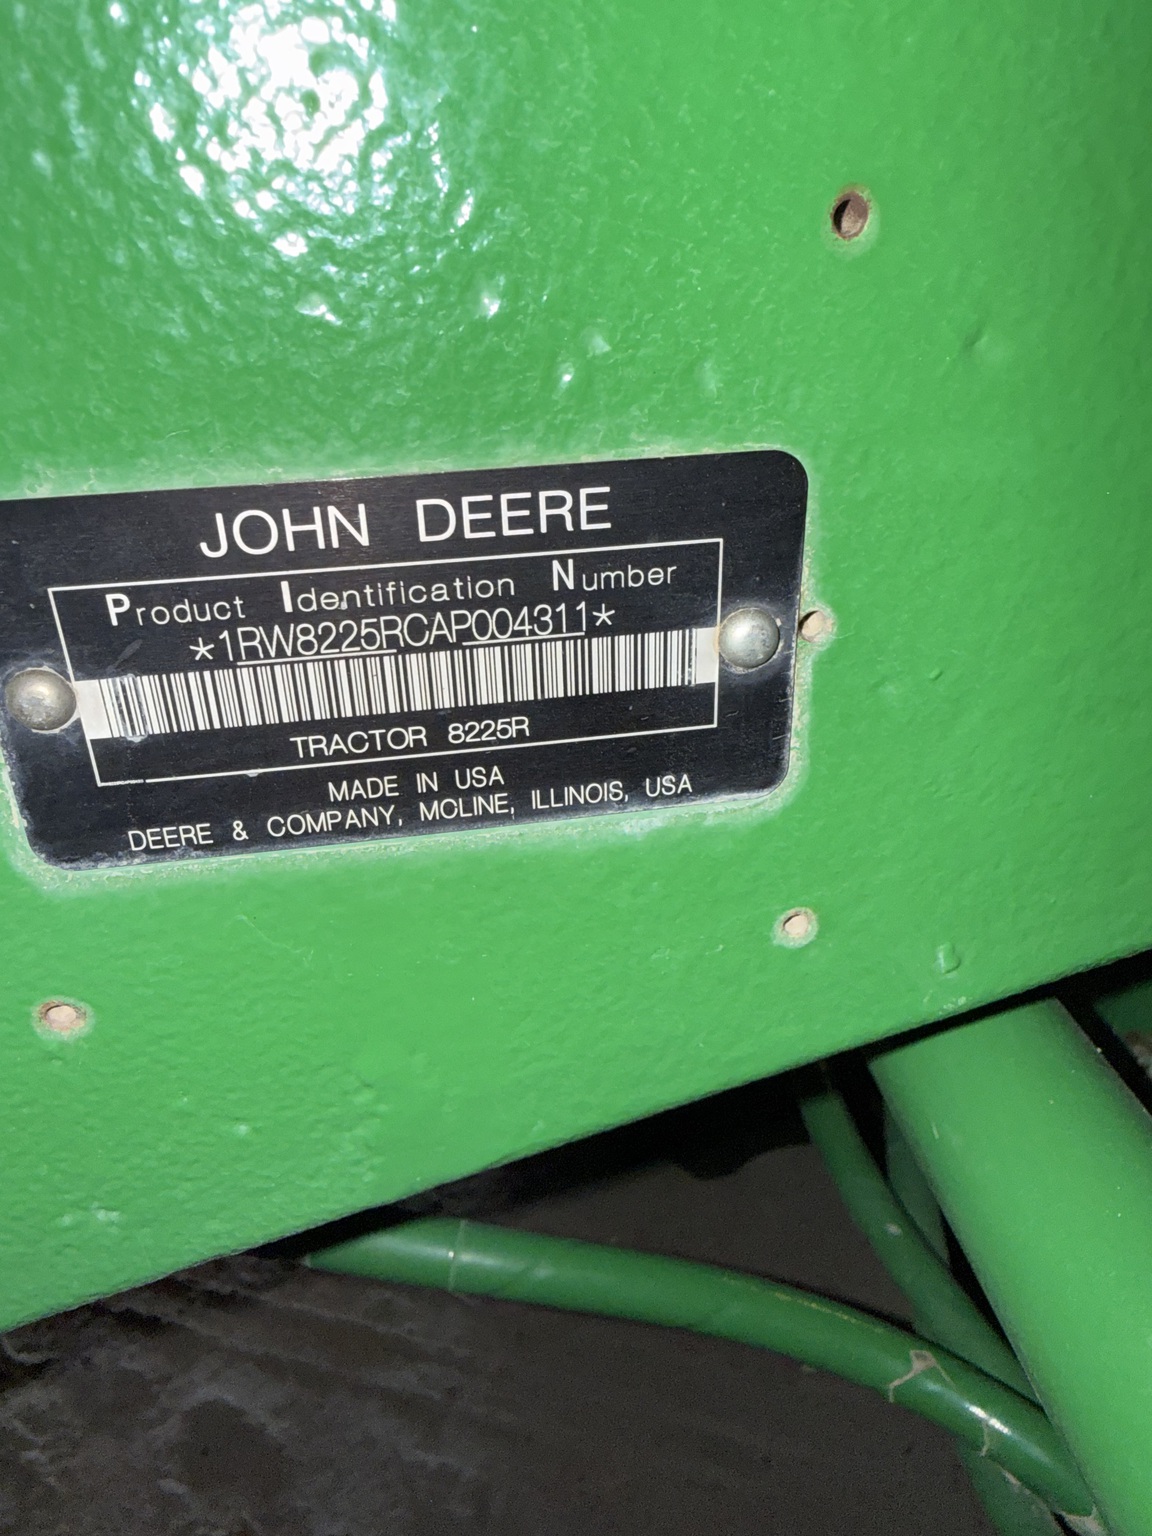 JOHN DEERE
Product Identification Number
*1RW8225RCAP004311*
TRACTOR 8225R
MADE IN USA
DEERE & COMPANY, MOLINE, ILLINOIS, USA